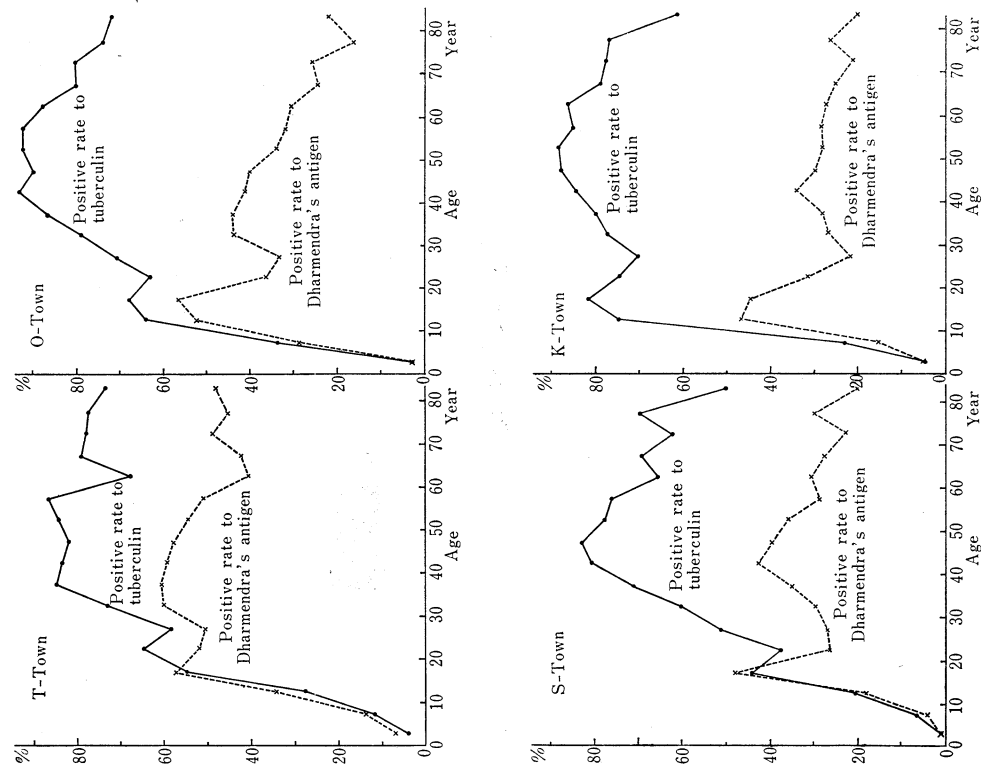 T-Town
%
80
60
40
20
0
10 20 30 40 50 60 70 80
Age Year
Positive rate to
tuberculin
Positive rate to
Dharmendra's antigen
O-Town
%
80
60
40
20
0
10 20 30 40 50 60 70 80
Age Year
Positive rate to
tuberculin
Positive rate to
Dharmendra's antigen
S-Town
%
80
60
40
20
0
10 20 30 40 50 60 70 80
Age Year
Positive rate to
tuberculin
Positive rate to
Dharmendra's antigen
K-Town
%
80
60
40
20
0
10 20 30 40 50 60 70 80
Age Year
Positive rate to
tuberculin
Positive rate to
Dharmendra's antigen